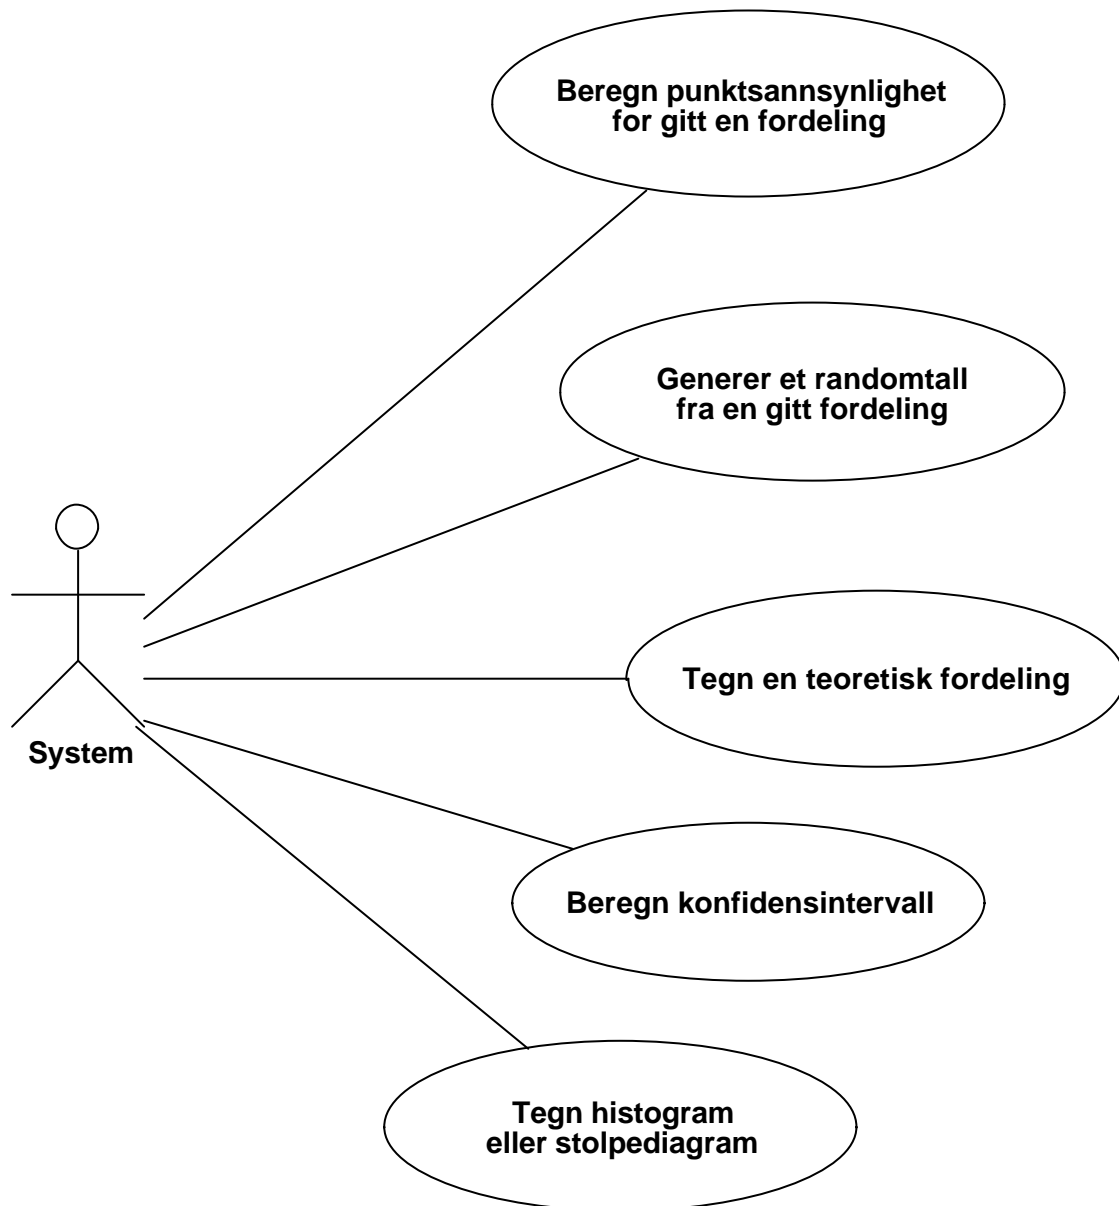 Beregn punktsannsynlighet
for gitt en fordeling
Generer et randomtall
fra en gitt fordeling
Tegn en teoretisk fordeling
System
Beregn konfidensintervall
Tegn histogram
eller stolpediagram